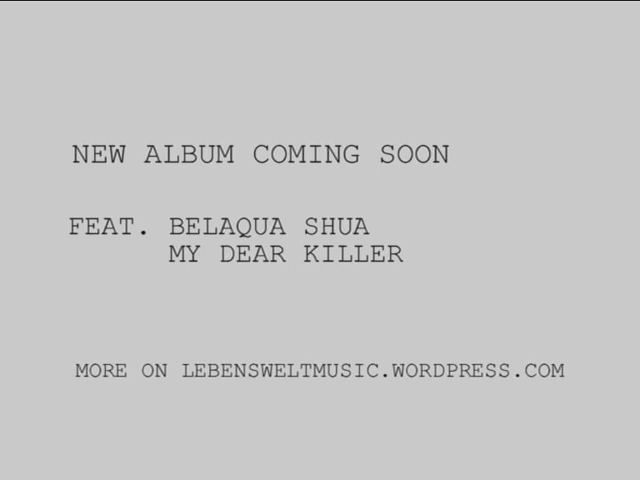 NEW ALBUM COMING SOON
FEAT. BELAQUA SHUA
MY DEAR KILLER
MORE ON LEBENSWELTMUSIC.WORDPRESS.COM